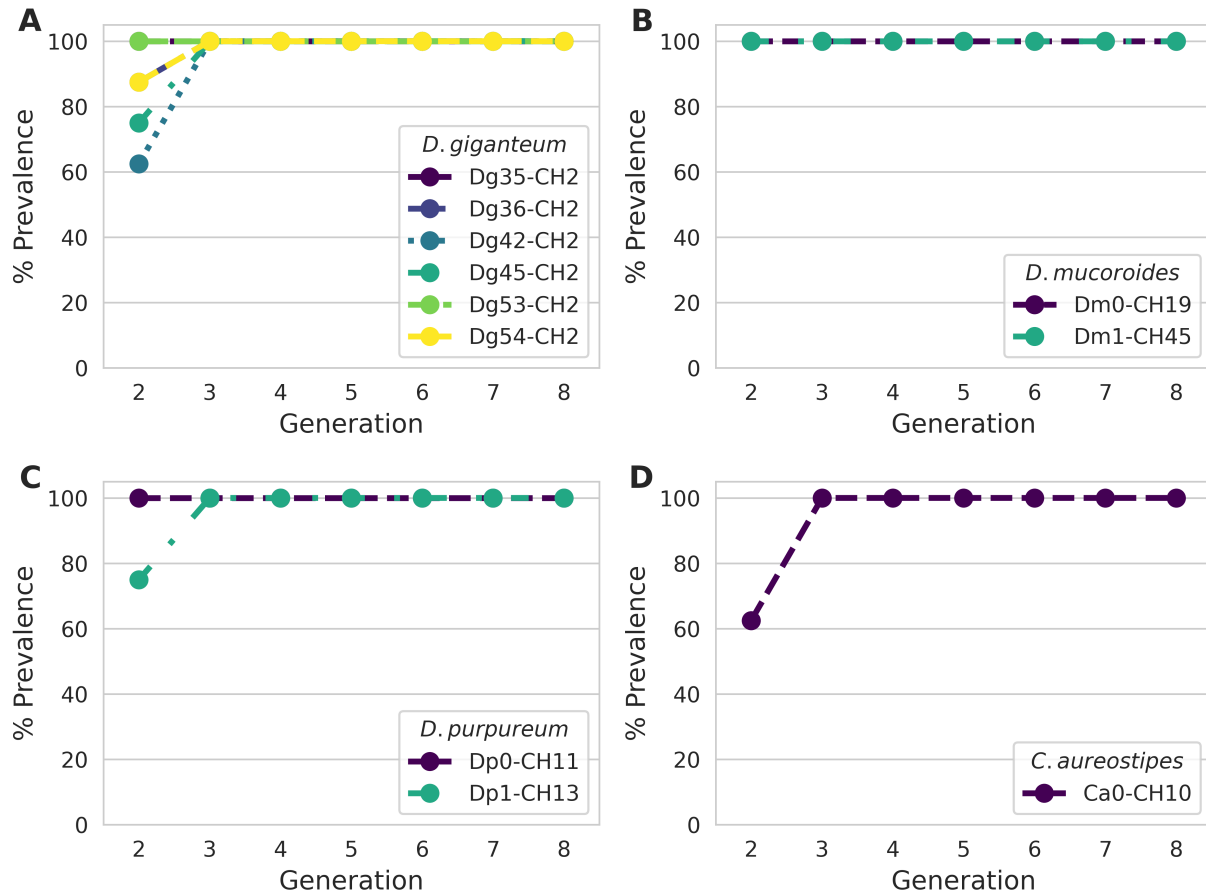 A
% Prevalence
100
80
60
40
20
0
D. giganteum
Dg35-CH2
Dg36-CH2
Dg42-CH2
Dg45-CH2
Dg53-CH2
Dg54-CH2
2 3 4 5 6 7 8
Generation
B
% Prevalence
100
80
60
40
20
0
D. mucoroides
Dm0-CH19
Dm1-CH45
2 3 4 5 6 7 8
Generation
C
% Prevalence
100
80
60
40
20
0
D. purpureum
Dp0-CH11
Dp1-CH13
2 3 4 5 6 7 8
Generation
D
% Prevalence
100
80
60
40
20
0
C. aureostipes
Ca0-CH10
2 3 4 5 6 7 8
Generation